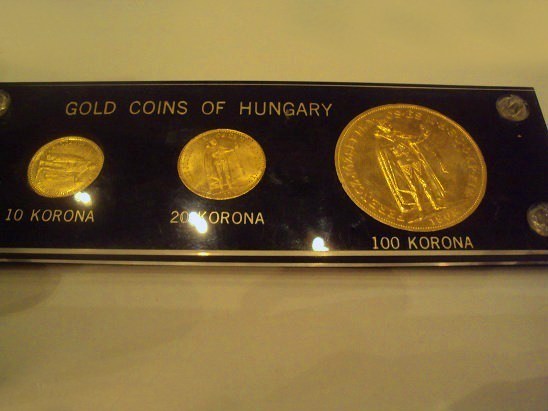 GOLD COINS OF HUNGARY
10 KORONA
20 KORONA
100 KORONA